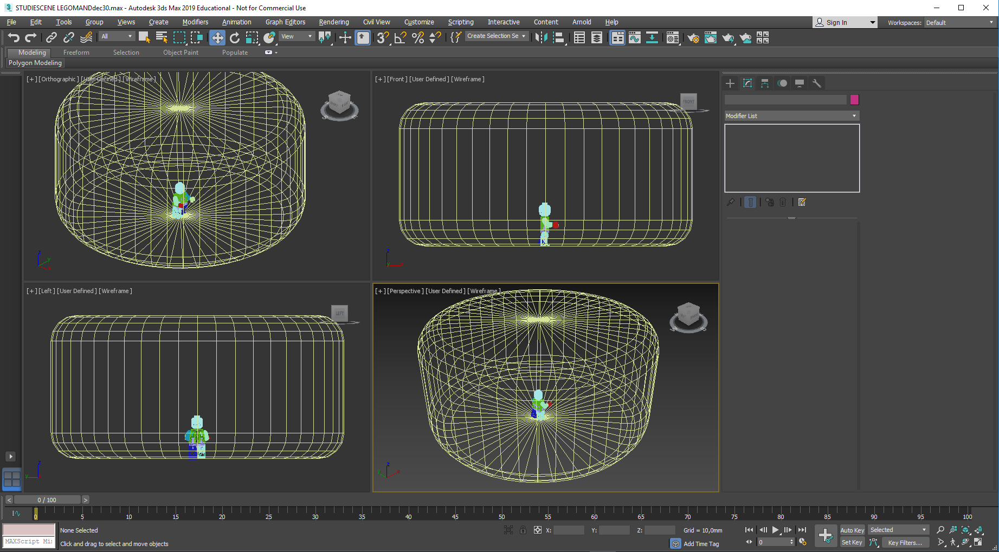 STUDIESCENE LEGOMANDdec30.max - Autodesk 3ds Max 2019 Educational - Not for Commercial Use
File Edit Tools Group Views Create Modifiers Animation Graph Editors Rendering Civil View Customize Scripting Interactive Content Arnold Help Sign In Workspaces: Default
All View Create Selection Se
Modeling Freeform Selection Object Paint Populate
Polygon Modeling
[+] [Orthographic] [User Defined] [Wireframe]
[+] [Front] [User Defined] [Wireframe]
FRONT
Modifier List
[+] [Left] [User Defined] [Wireframe]
LEFT
[+] [Perspective] [User Defined] [Wireframe]
< 0 / 100 >
0 5 10 15 20 25 30 35 40 45 50 55 60 65 70 75 80 85 90 95 100
None Selected X: Y: Z: Grid = 10,0mm Auto Key Selected
MAXScript Mi
Click and drag to select and move objects Add Time Tag 0 Set Key Key Filters...